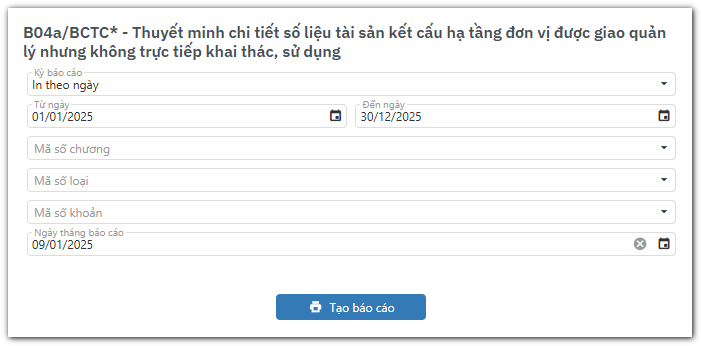 B04a/BCTC* - Thuyết minh chi tiết số liệu tài sản kết cấu hạ tầng đơn vị được giao quản
lý nhưng không trực tiếp khai thác, sử dụng
Kỳ báo cáo
In theo ngày
Từ ngày
01/01/2025
Đến ngày
30/12/2025
Mã số chương
Mã số loại
Mã số khoản
Ngày tháng báo cáo
09/01/2025
Tạo báo cáo